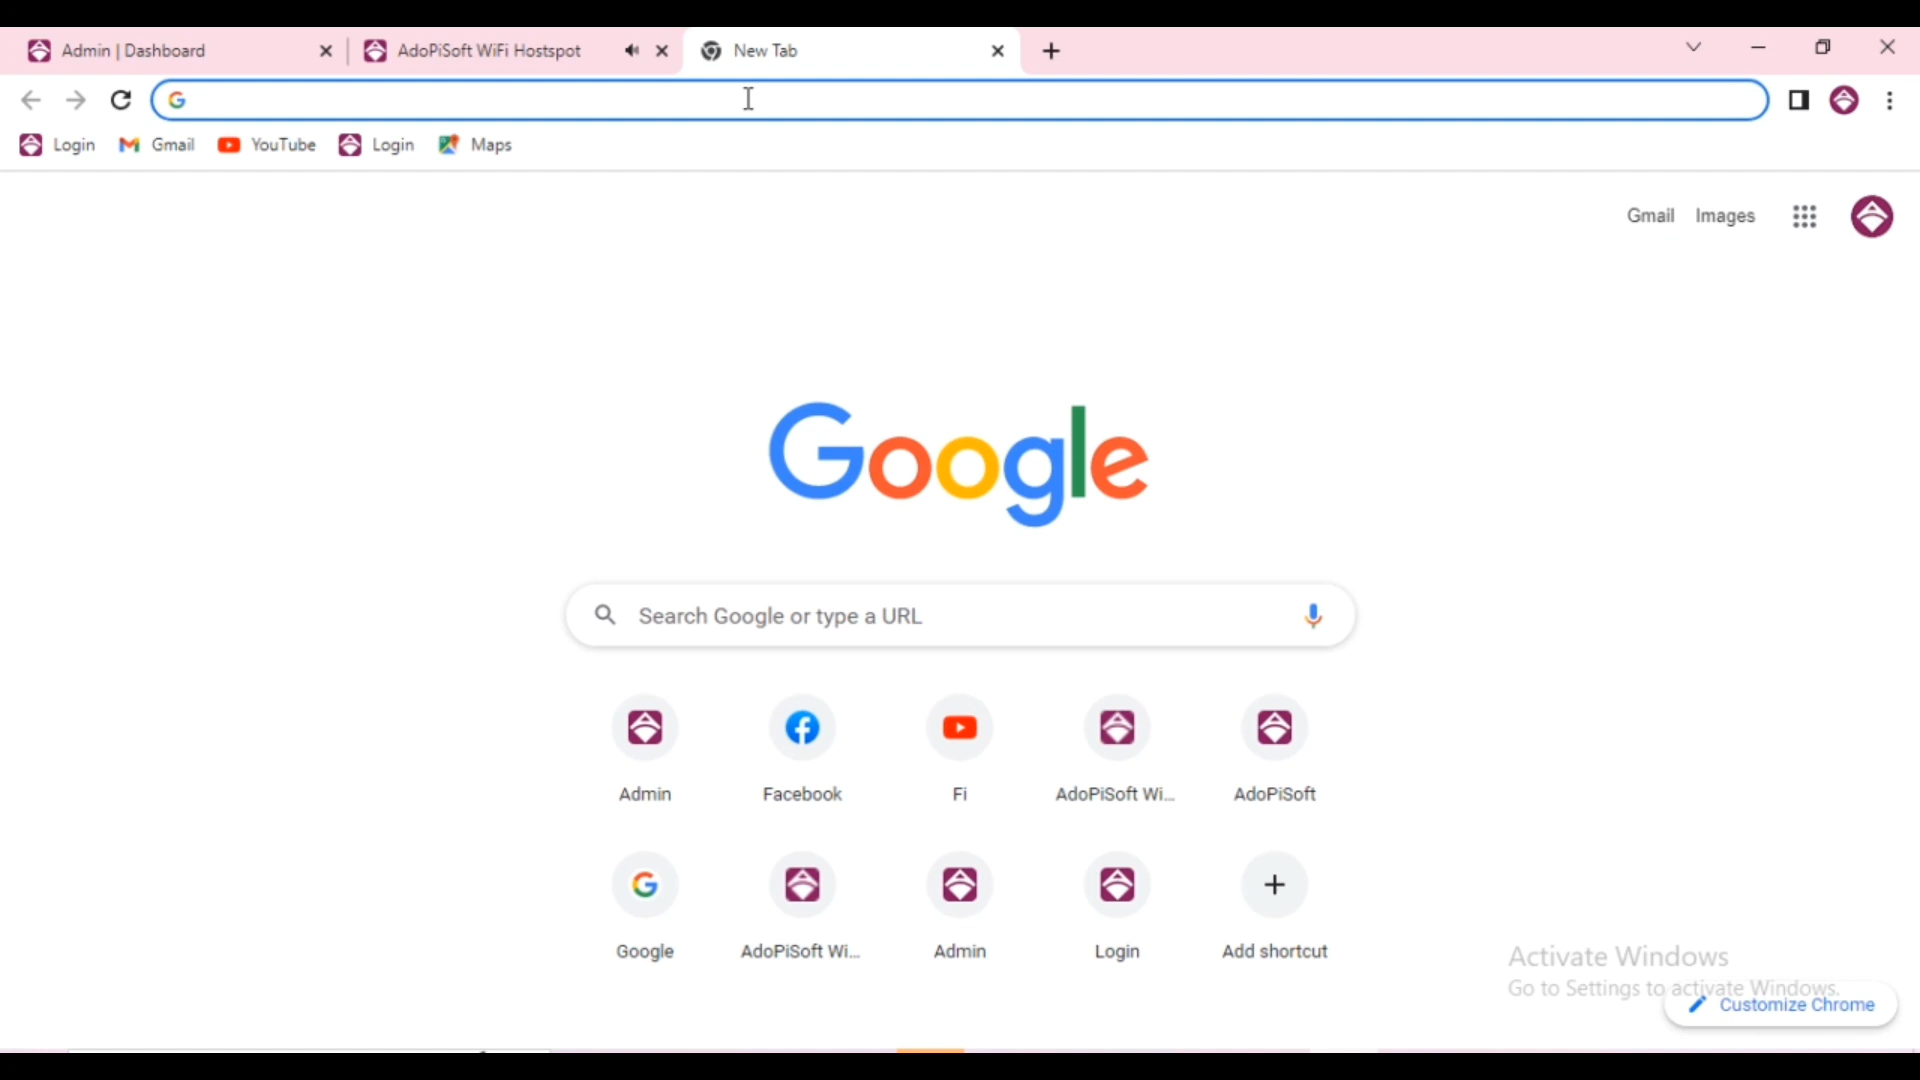 Admin | Dashboard
AdoPiSoft WiFi Hostspot
New Tab
Login
Gmail
YouTube
Login
Maps
Gmail
Images
Google
Search Google or type a URL
Admin
Facebook
Fi
AdoPiSoft Wi...
AdoPiSoft
Google
AdoPiSoft Wi...
Admin
Login
Add shortcut
Activate Windows
Go to Settings to activate Windows.
Customize Chrome